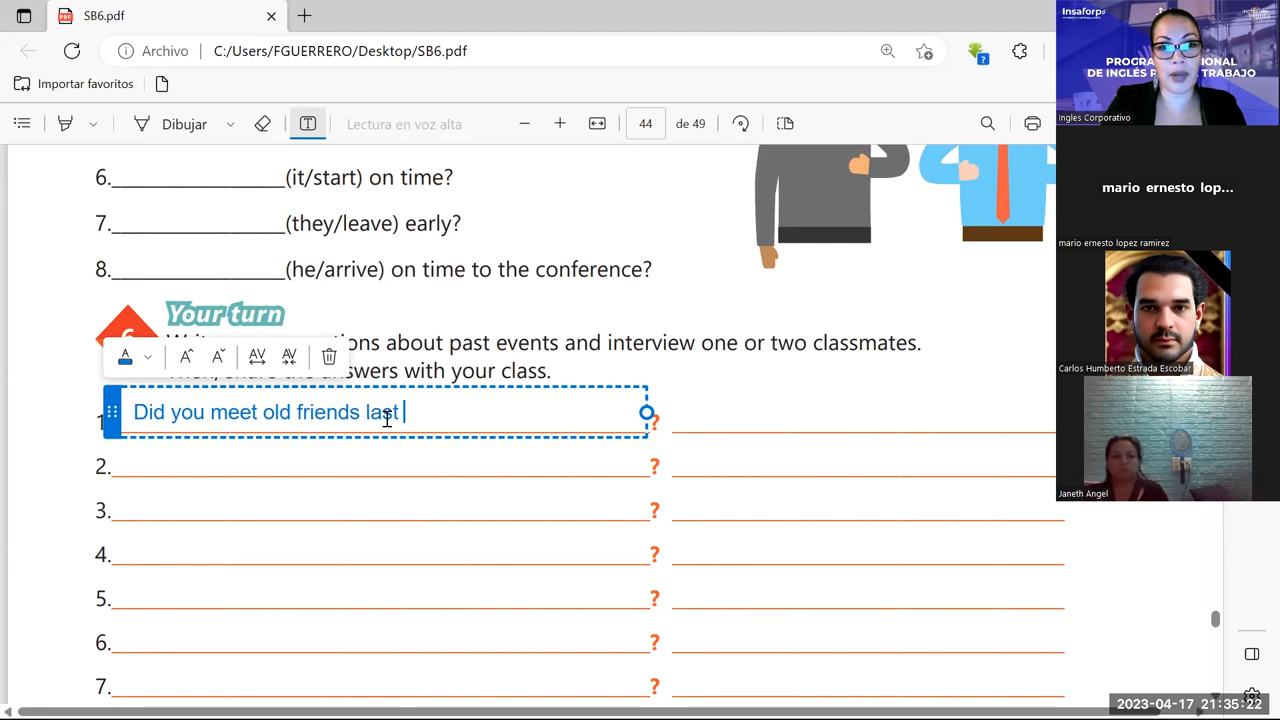 SB6.pdf
Archivo
C:/Users/FGUERRERO/Desktop/SB6.pdf
Importar favoritos
Dibujar
Lectura en voz alta
44
de 49
6.________________(it/start) on time?
7.________________(they/leave) early?
8.________________(he/arrive) on time to the conference?
Your turn
ons about past events and interview one or two classmates.
answers with your class.
Did you meet old friends last
?
2. ?
3. ?
4. ?
5. ?
6. ?
7. ?
Insaforp
DE INGLÉS TRABAJO
Ingles Corporativo
mario ernesto lop...
mario ernesto lopez ramirez
Carlos Humberto Estrada Escobar
Janeth Angel
2023-04-17 21:35:22